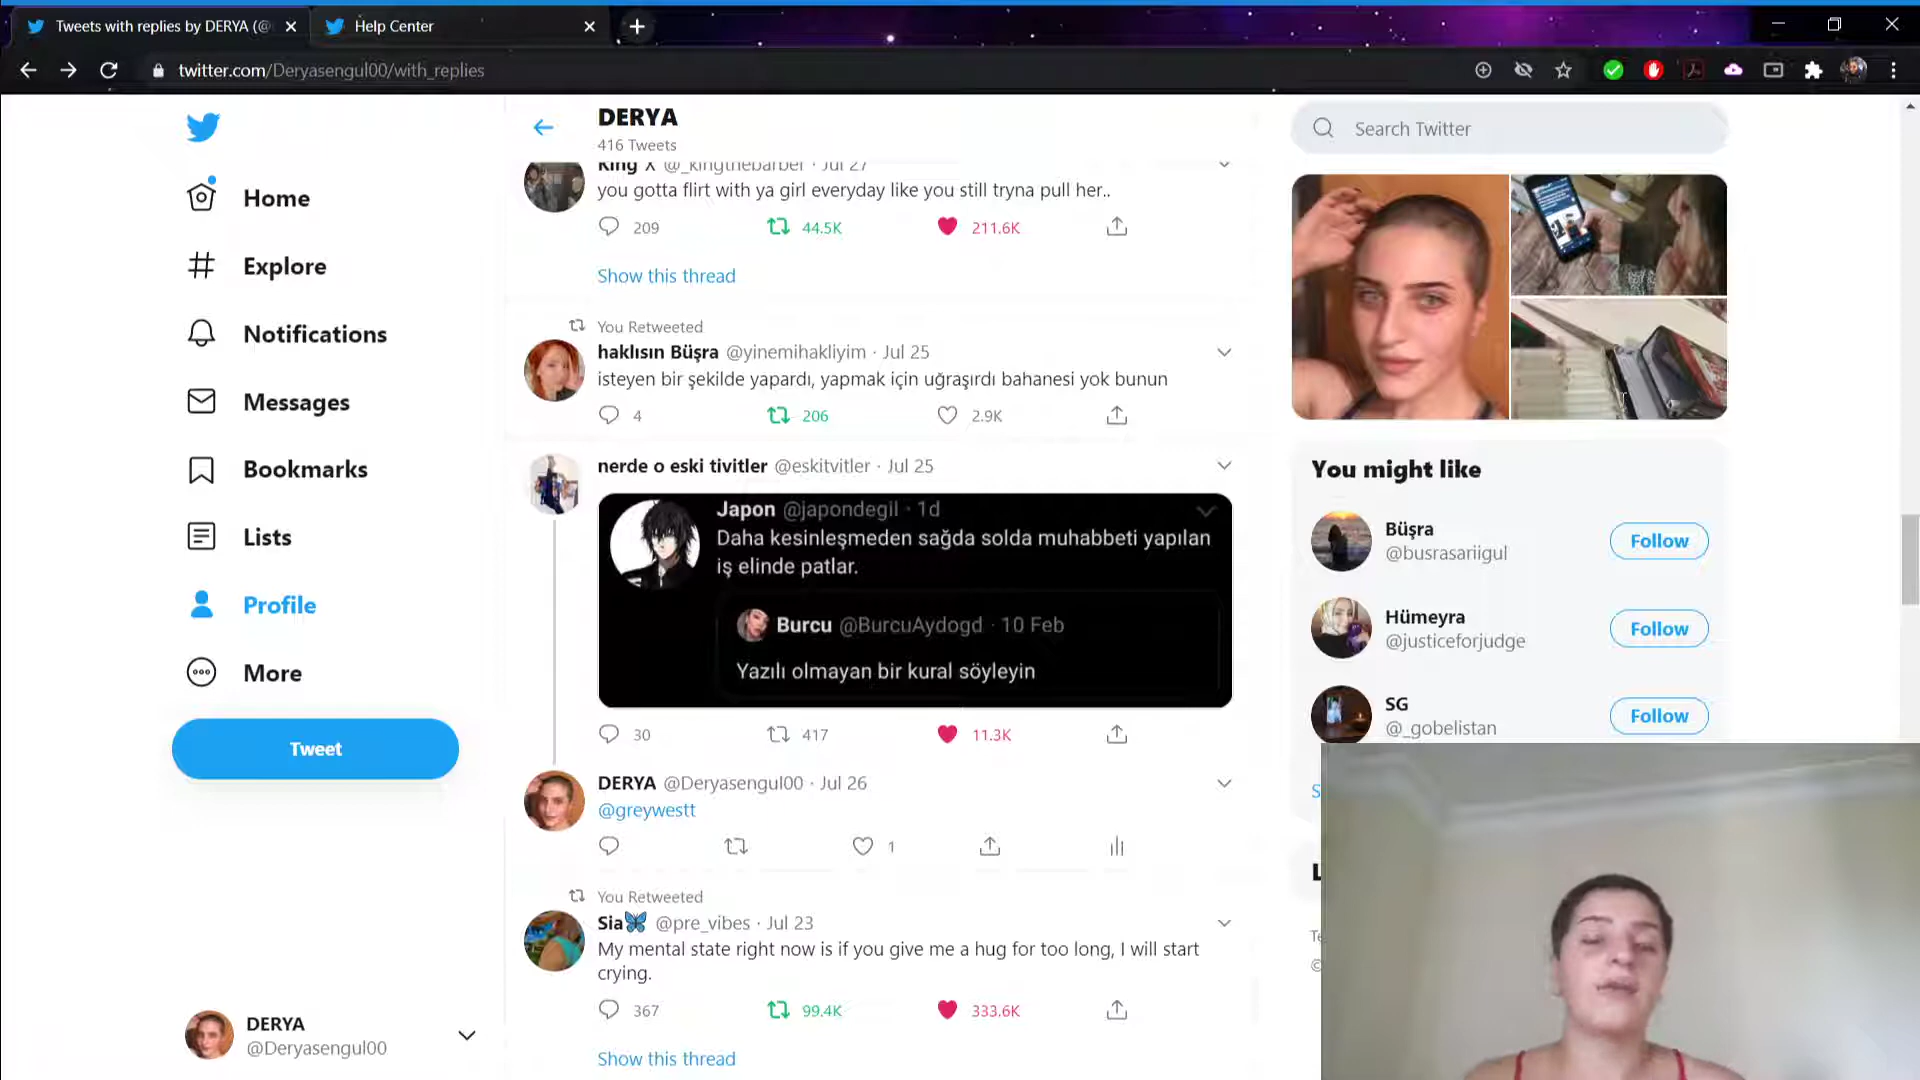 Tweets with replies by DERYA (@
Help Center
twitter.com/Deryasengul00/with_replies
DERYA
416 Tweets
Search Twitter
Home
Explore
Notifications
Messages
Bookmarks
Lists
Profile
More
Tweet
DERYA
@Deryasengul00
King X @_kingthebarber · Jul 27
you gotta flirt with ya girl everyday like you still tryna pull her..
209 44.5K 211.6K
Show this thread
You Retweeted
haklısın Büşra @yinemihakliyim · Jul 25
isteyen bir şekilde yapardı, yapmak için uğraşırdı bahanesi yok bunun
4 206 2.9K
nerde o eski tivitler @eskitvitler · Jul 25
Japon @japondegil · 1d
Daha kesinleşmeden sağda solda muhabbeti yapılan
iş elinde patlar.
Burcu @BurcuAydogd · 10 Feb
Yazılı olmayan bir kural söyleyin
30 417 11.3K
DERYA @Deryasengul00 · Jul 26
@greywestt
1
You Retweeted
Sia🦋 @pre_vibes · Jul 23
My mental state right now is if you give me a hug for too long, I will start
crying.
367 99.4K 333.6K
Show this thread
You might like
Büşra
@busrasariigul
Follow
Hümeyra
@justiceforjudge
Follow
SG
@_gobelistan
Follow